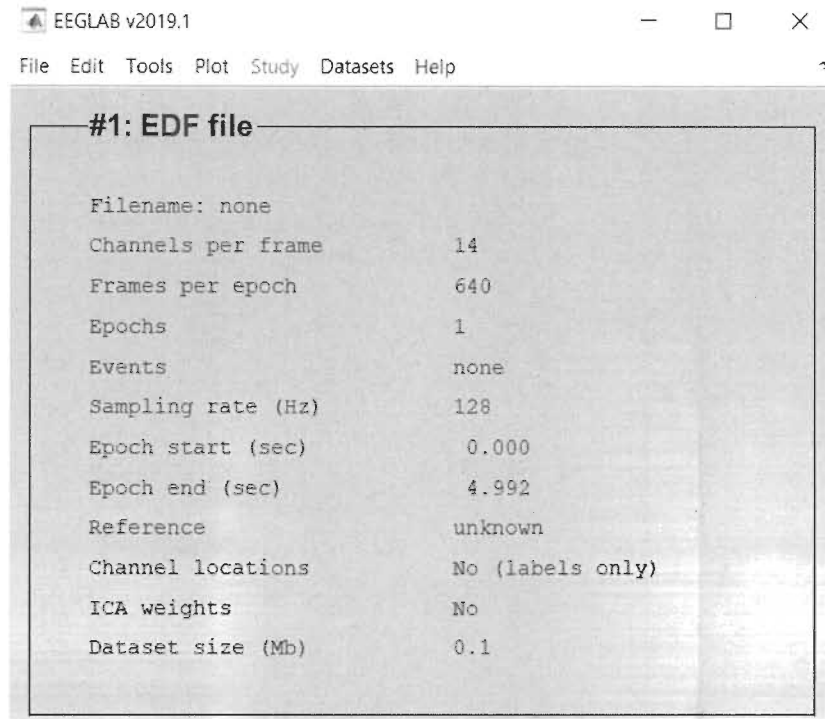 EEGLAB v2019.1
File Edit Tools Plot Study Datasets Help
#1: EDF file
Filename: none
Channels per frame 14
Frames per epoch 640
Epochs 1
Events none
Sampling rate (Hz) 128
Epoch start (sec) 0.000
Epoch end (sec) 4.992
Reference unknown
Channel locations No (labels only)
ICA weights No
Dataset size (Mb) 0.1